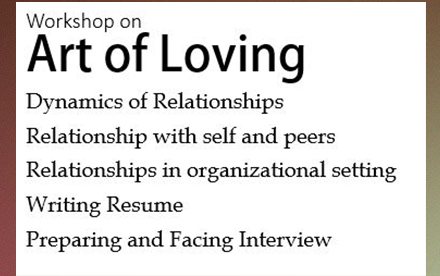 Workshop on
Art of Loving
Dynamics of Relationships
Relationship with self and peers
Relationships in organizational setting
Writing Resume
Preparing and Facing Interview